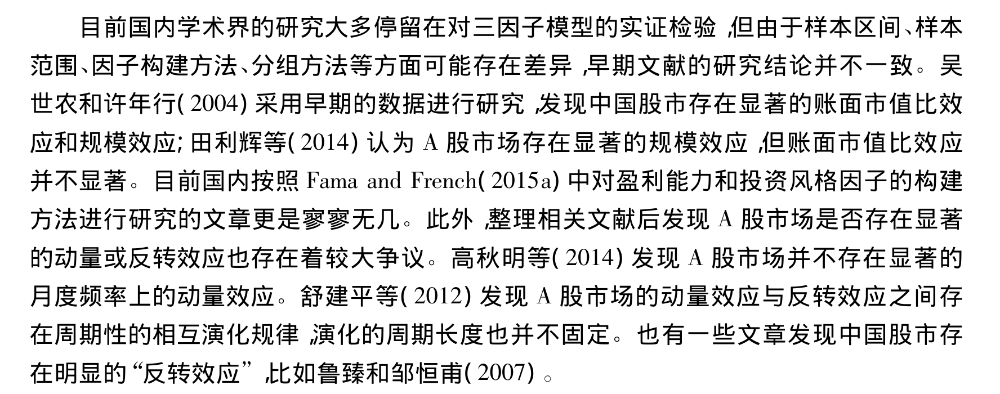 目前国内学术界的研究大多停留在对三因子模型的实证检验,但由于样本区间、样本
范围、因子构建方法、分组方法等方面可能存在差异,早期文献的研究结论并不一致。吴
世农和许年行(2004)采用早期的数据进行研究,发现中国股市存在显著的账面市值比效
应和规模效应;田利辉等(2014)认为 A 股市场存在显著的规模效应,但账面市值比效应
并不显著。目前国内按照 Fama and French(2015a)中对盈利能力和投资风格因子的构建
方法进行研究的文章更是寥寥无几。此外,整理相关文献后发现 A 股市场是否存在显著
的动量或反转效应也存在着较大争议。高秋明等(2014)发现 A 股市场并不存在显著的
月度频率上的动量效应。舒建平等(2012)发现 A 股市场的动量效应与反转效应之间存
在周期性的相互演化规律,演化的周期长度也并不固定。也有一些文章发现中国股市存
在明显的“反转效应”,比如鲁臻和邹恒甫(2007)。